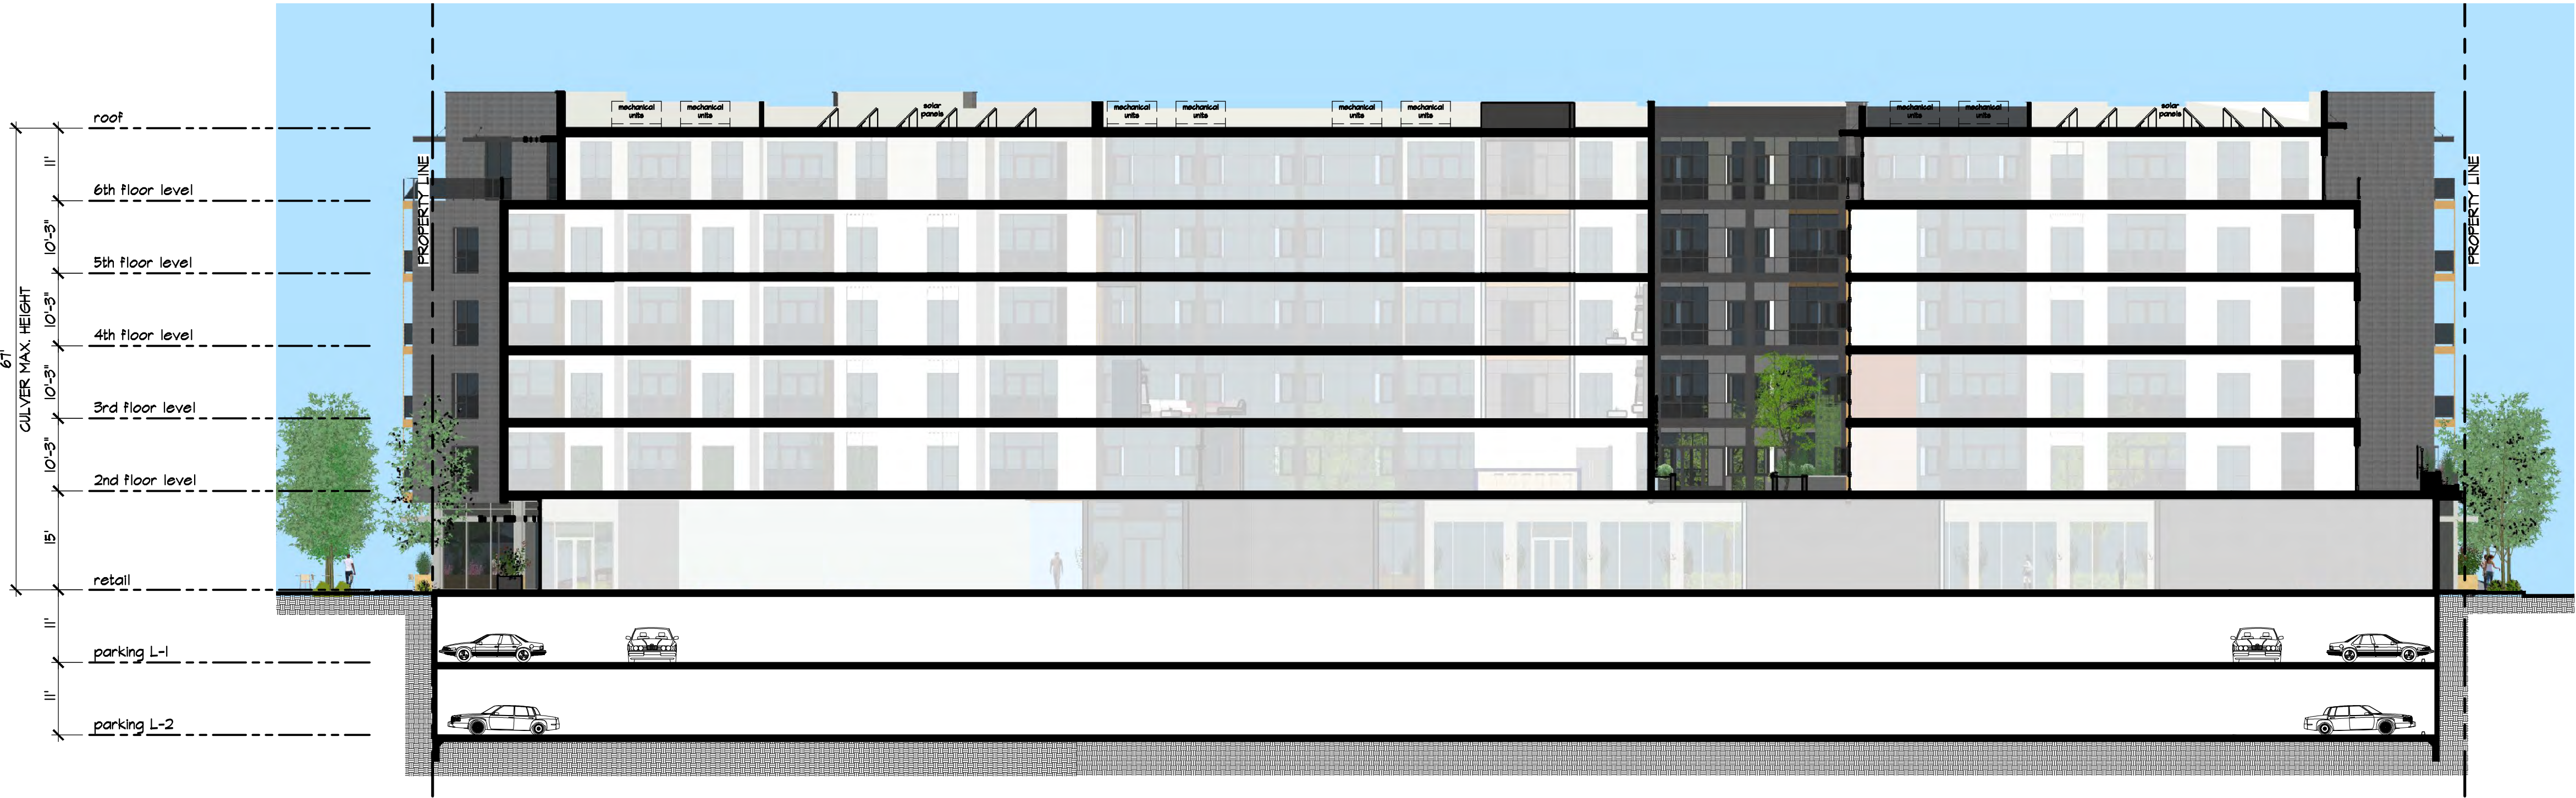 roof
6th floor level
5th floor level
4th floor level
3rd floor level
2nd floor level
retail
parking L-1
parking L-2
11'
10'-3"
10'-3"
10'-3"
10'-3"
15'
11'
11'
67'
CULVER MAX. HEIGHT
PROPERTY LINE
mechanical
units
mechanical
units
solar
panels
mechanical
units
mechanical
units
mechanical
units
mechanical
units
mechanical
units
mechanical
units
solar
panels
PROPERTY LINE